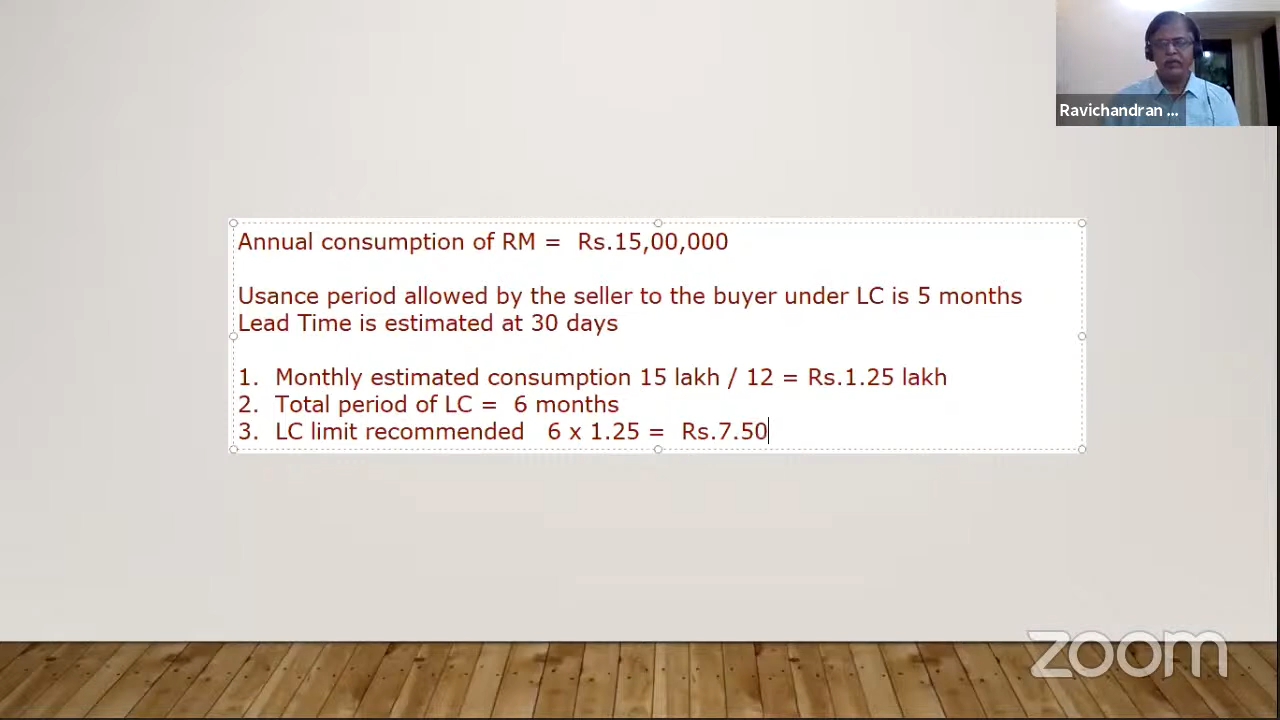 Ravichandran ...
Annual consumption of RM = Rs.15,00,000
Usance period allowed by the seller to the buyer under LC is 5 months
Lead Time is estimated at 30 days
1. Monthly estimated consumption 15 lakh / 12 = Rs.1.25 lakh
2. Total period of LC = 6 months
3. LC limit recommended 6 x 1.25 = Rs.7.50
zoom